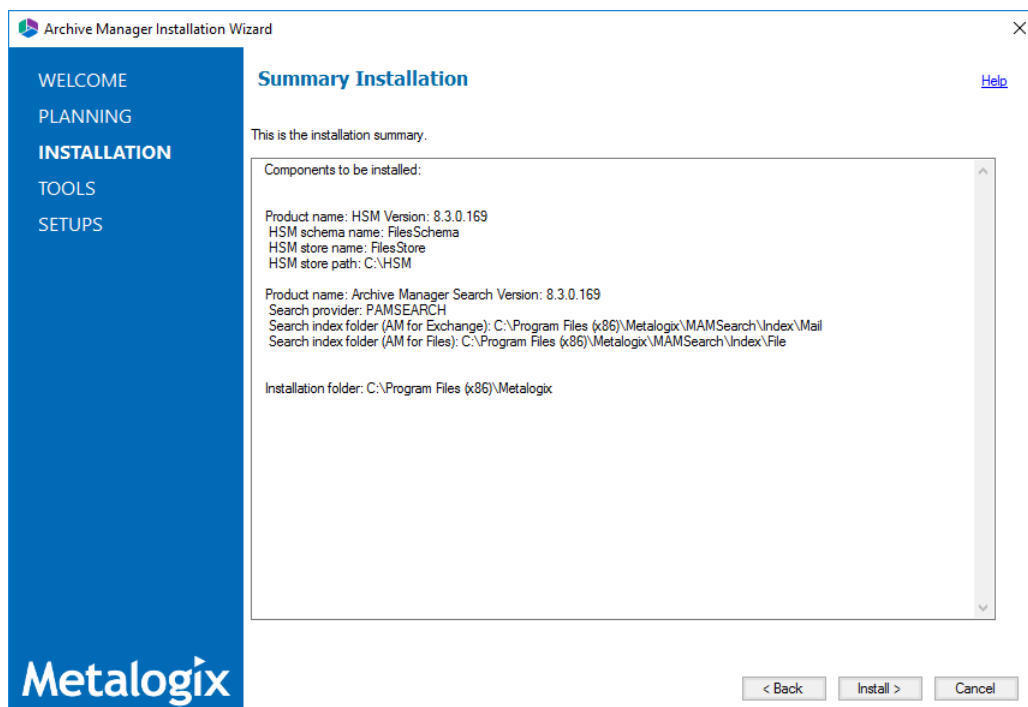 Archive Manager Installation Wizard
WELCOME
PLANNING
INSTALLATION
TOOLS
SETUPS
Metalogix
Summary Installation
Help
This is the installation summary.
Components to be installed:
Product name: HSM Version: 8.3.0.169
HSM schema name: FilesSchema
HSM store name: FilesStore
HSM store path: C:\HSM
Product name: Archive Manager Search Version: 8.3.0.169
Search provider: PAMSEARCH
Search index folder (AM for Exchange): C:\Program Files (x86)\Metalogix\MAMSearch\Index\Mail
Search index folder (AM for Files): C:\Program Files (x86)\Metalogix\MAMSearch\Index\File
Installation folder: C:\Program Files (x86)\Metalogix
< Back
Install >
Cancel